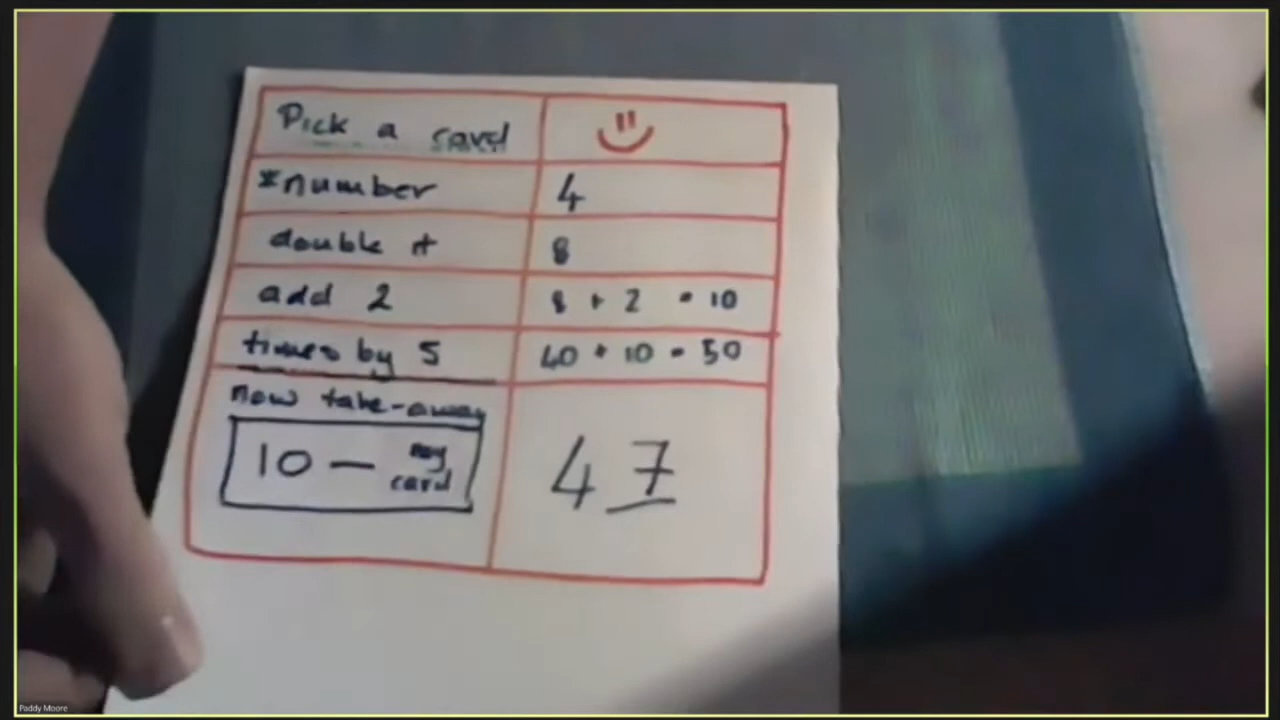 Pick a card
*number 4
double it 8
add 2 8 + 2 = 10
times by 5 40 + 10 = 50
now take-away
10 — my card
47
Paddy Moore